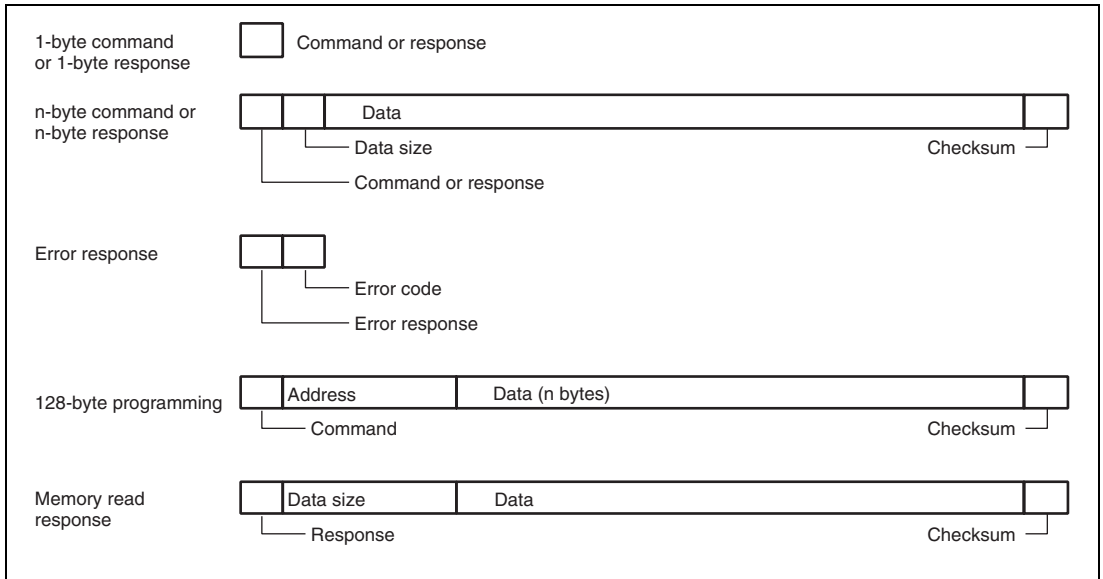 1-byte command
or 1-byte response
Command or response
n-byte command or
n-byte response
Data
Data size
Checksum
Command or response
Error response
Error code
Error response
128-byte programming
Address
Data (n bytes)
Command
Checksum
Memory read
response
Data size
Data
Response
Checksum